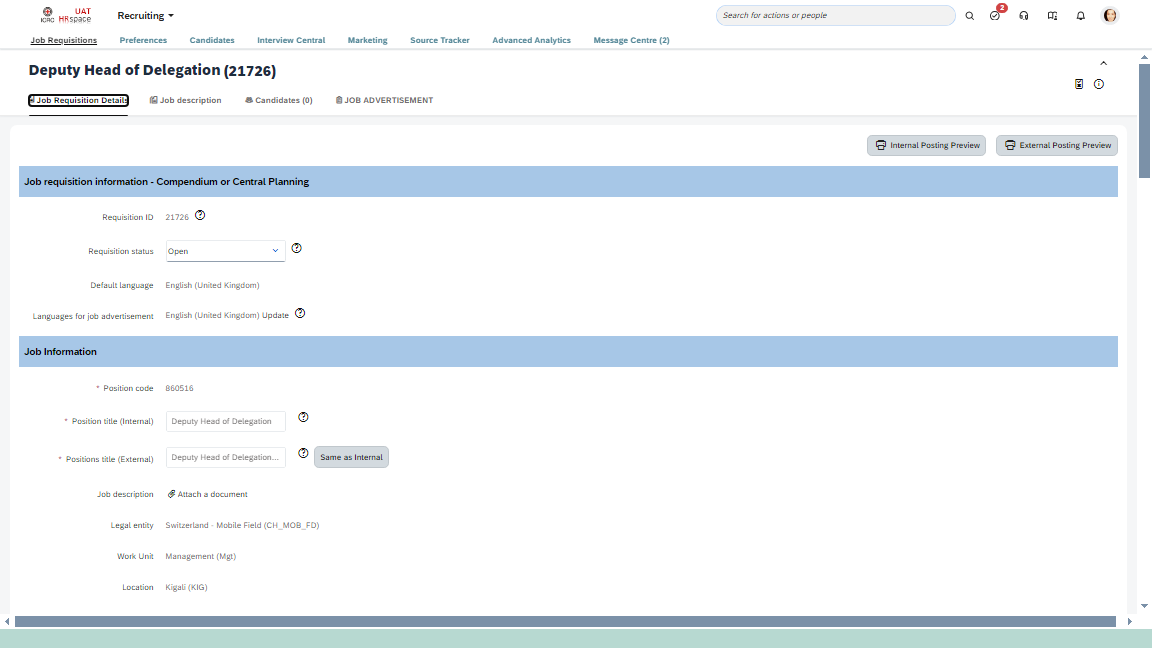 ICRC UAT HRspace Recruiting Search for actions or people 2
Job Requisitions Preferences Candidates Interview Central Marketing Source Tracker Advanced Analytics Message Centre (2)
Deputy Head of Delegation (21726)
Job Requisition Details Job description Candidates (0) JOB ADVERTISEMENT
Internal Posting Preview External Posting Preview
Job requisition information - Compendium or Central Planning
Requisition ID 21726
Requisition status Open
Default language English (United Kingdom)
Languages for job advertisement English (United Kingdom) Update
Job Information
* Position code 860516
* Position title (Internal) Deputy Head of Delegation
* Positions title (External) Deputy Head of Delegation... Same as Internal
Job description Attach a document
Legal entity Switzerland - Mobile Field (CH_MOB_FD)
Work Unit Management (Mgt)
Location Kigali (KIG)